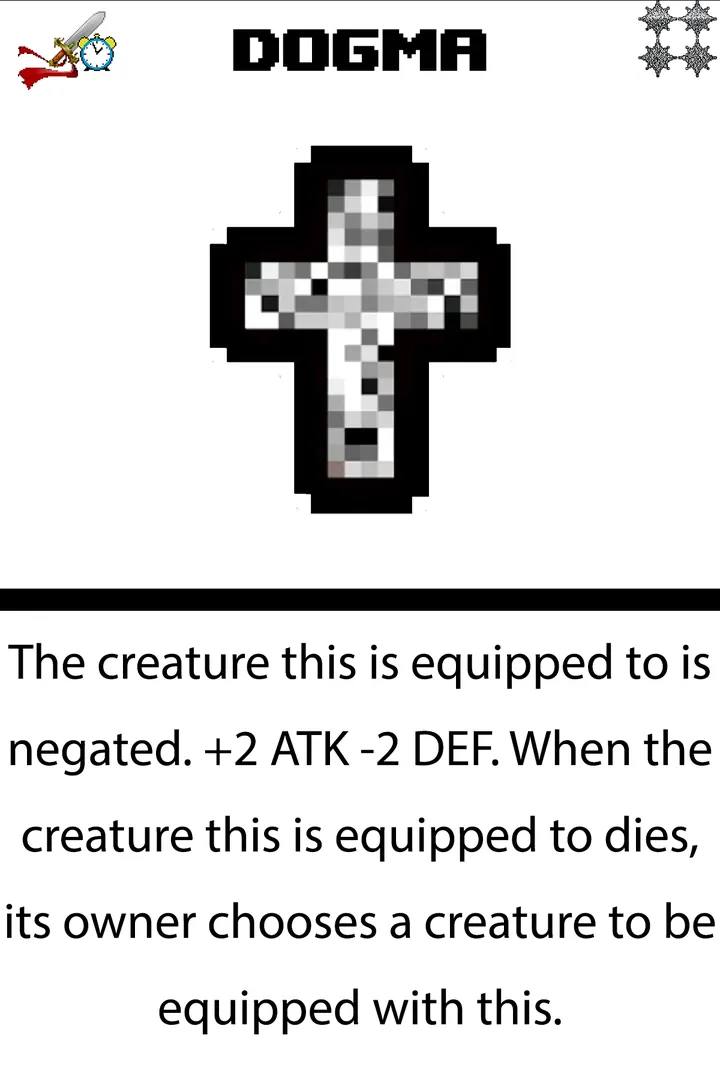 DOGMA
The creature this is equipped to is
negated. +2 ATK -2 DEF. When the
creature this is equipped to dies,
its owner chooses a creature to be
equipped with this.